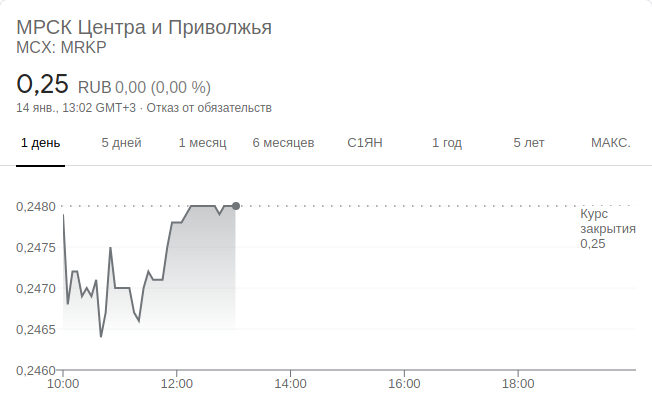 МРСК Центра и Приволжья
MCX: MRKP
0,25 RUB 0,00 (0,00 %)
14 янв., 13:02 GMT+3 · Отказ от обязательств
1 день 5 дней 1 месяц 6 месяцев С1ЯН 1 год 5 лет МАКС.
0,2480
Курс
закрытия
0,25
0,2475
0,2470
0,2465
0,2460
10:00 12:00 14:00 16:00 18:00